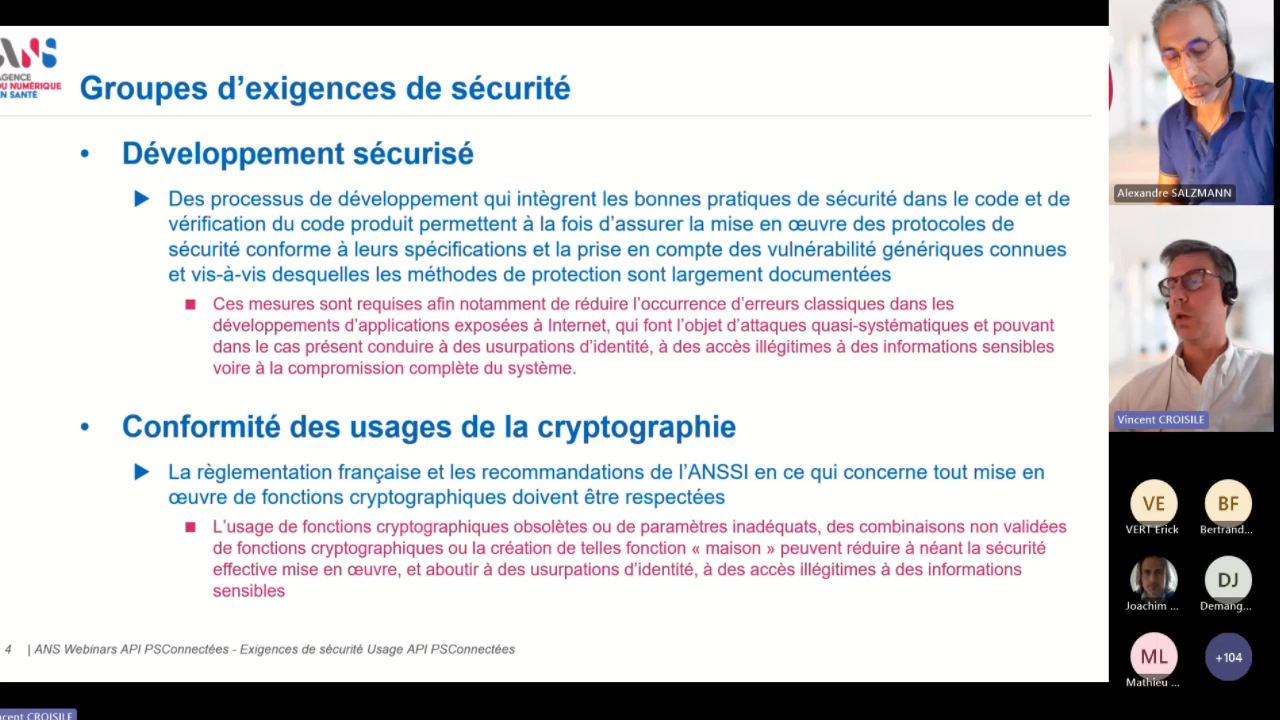 ANS
AGENCE
DU NUMÉRIQUE
EN SANTÉ
Groupes d’exigences de sécurité
• Développement sécurisé
Des processus de développement qui intègrent les bonnes pratiques de sécurité dans le code et de
vérification du code produit permettent à la fois d’assurer la mise en œuvre des protocoles de
sécurité conforme à leurs spécifications et la prise en compte des vulnérabilité génériques connues
et vis-à-vis desquelles les méthodes de protection sont largement documentées
Ces mesures sont requises afin notamment de réduire l’occurrence d’erreurs classiques dans les
développements d’applications exposées à Internet, qui font l’objet d’attaques quasi-systématiques et pouvant
dans le cas présent conduire à des usurpations d’identité, à des accès illégitimes à des informations sensibles
voire à la compromission complète du système.
• Conformité des usages de la cryptographie
La règlementation française et les recommandations de l’ANSSI en ce qui concerne tout mise en
œuvre de fonctions cryptographiques doivent être respectées
L’usage de fonctions cryptographiques obsolètes ou de paramètres inadéquats, des combinaisons non validées
de fonctions cryptographiques ou la création de telles fonction « maison » peuvent réduire à néant la sécurité
effective mise en œuvre, et aboutir à des usurpations d’identité, à des accès illégitimes à des informations
sensibles
4 | ANS Webinars API PSConnectées - Exigences de sécurité Usage API PSConnectées
Alexandre SALZMANN
Vincent CROISILE
VE
BF
VERT Erick
Bertrand...
DJ
Joachim ...
Demang...
ML
+104
Mathieu ...
ncent CROISILE